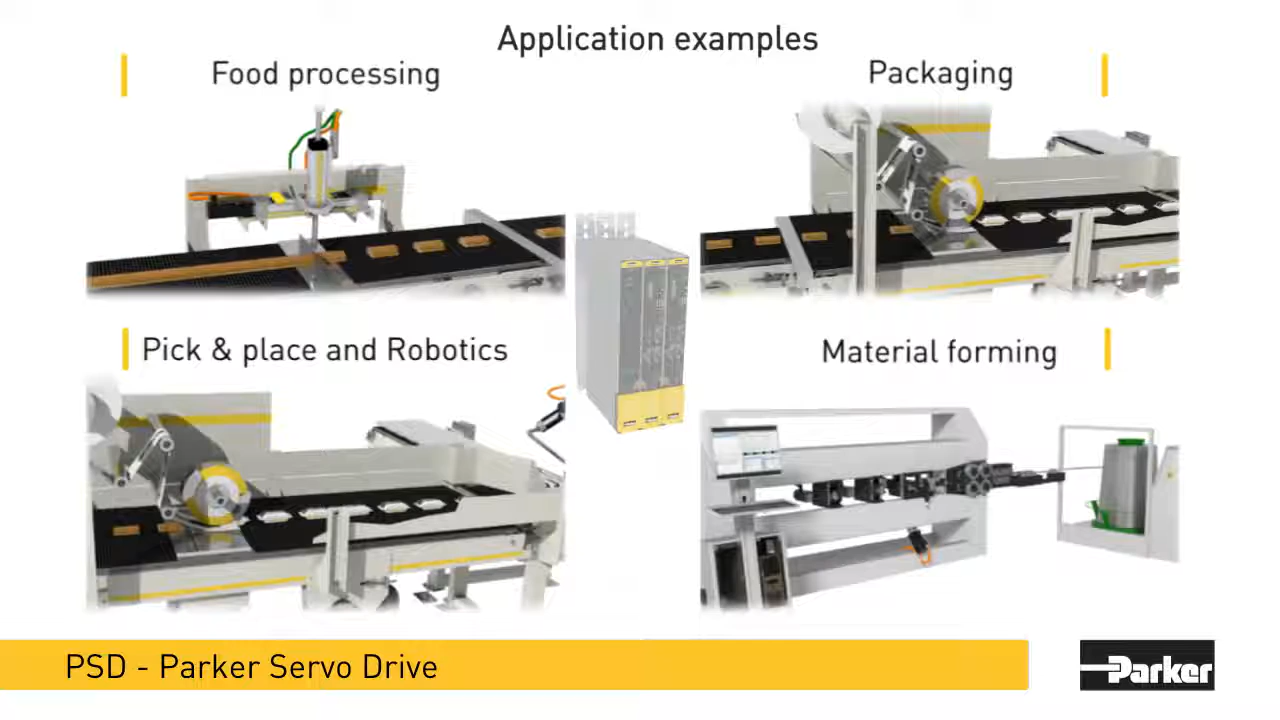 Application examples
Food processing
Packaging
Pick & place and Robotics
Material forming
PSD - Parker Servo Drive
Parker